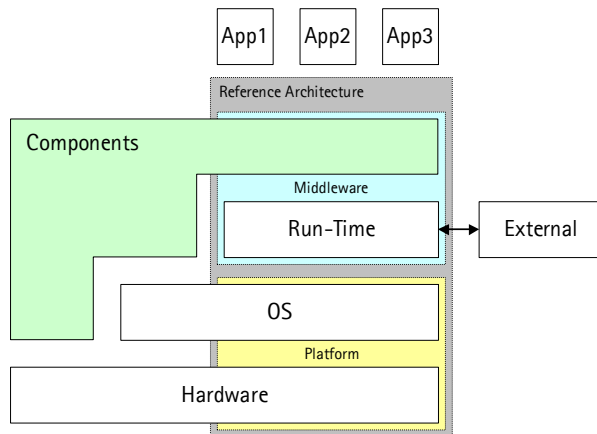 App1 App2 App3
Reference Architecture
Components
Middleware
Run-Time
External
OS
Platform
Hardware